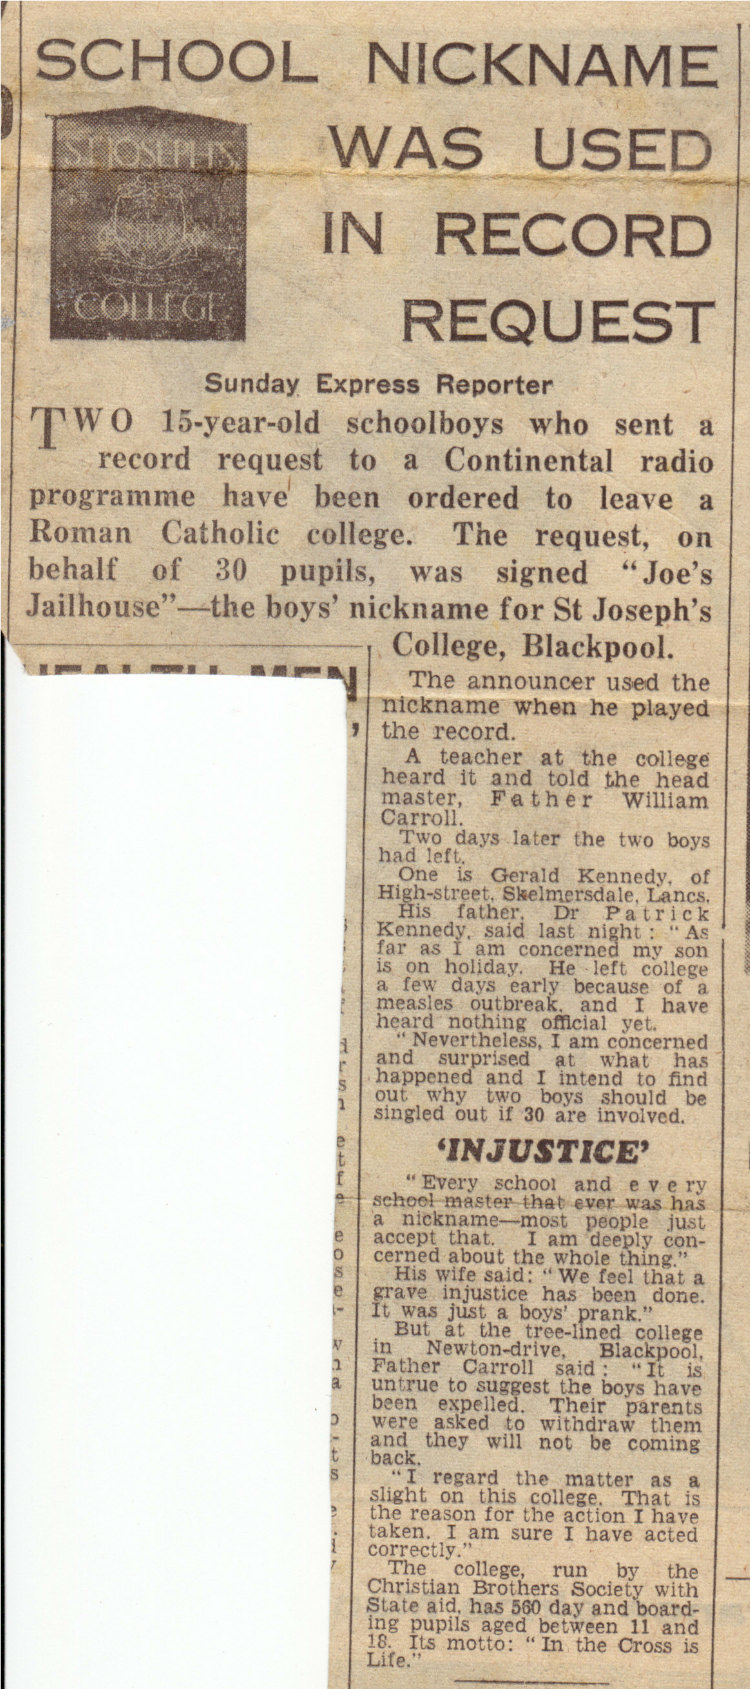 SCHOOL NICKNAME
WAS USED
IN RECORD
REQUEST
ST JOSEPH'S
COLLEGE
Sunday Express Reporter
TWO 15-year-old schoolboys who sent a
record request to a Continental radio
programme have been ordered to leave a
Roman Catholic college. The request, on
behalf of 30 pupils, was signed "Joe's
Jailhouse"—the boys' nickname for St Joseph's
College, Blackpool.
HEALTH MEN
The announcer used the
nickname when he played
the record.
A teacher at the college
heard it and told the head
master, Father William
Carroll.
Two days later the two boys
had left.
One is Gerald Kennedy, of
High-street, Skelmersdale, Lancs.
His father, Dr Patrick
Kennedy, said last night: "As
far as I am concerned my son
is on holiday. He left college
a few days early because of a
measles outbreak, and I have
heard nothing official yet.
"Nevertheless, I am concerned
and surprised at what has
happened and I intend to find
out why two boys should be
singled out if 30 are involved.
'INJUSTICE'
"Every school and every
school master that ever was has
a nickname—most people just
accept that. I am deeply con-
cerned about the whole thing."
His wife said: "We feel that a
grave injustice has been done.
It was just a boys' prank."
But at the tree-lined college
in Newton-drive, Blackpool,
Father Carroll said: "It is
untrue to suggest the boys have
been expelled. Their parents
were asked to withdraw them
and they will not be coming
back.
"I regard the matter as a
slight on this college. That is
the reason for the action I have
taken. I am sure I have acted
correctly."
The college, run by the
Christian Brothers Society with
State aid, has 560 day and board-
ing pupils aged between 11 and
18. Its motto: "In the Cross is
Life."